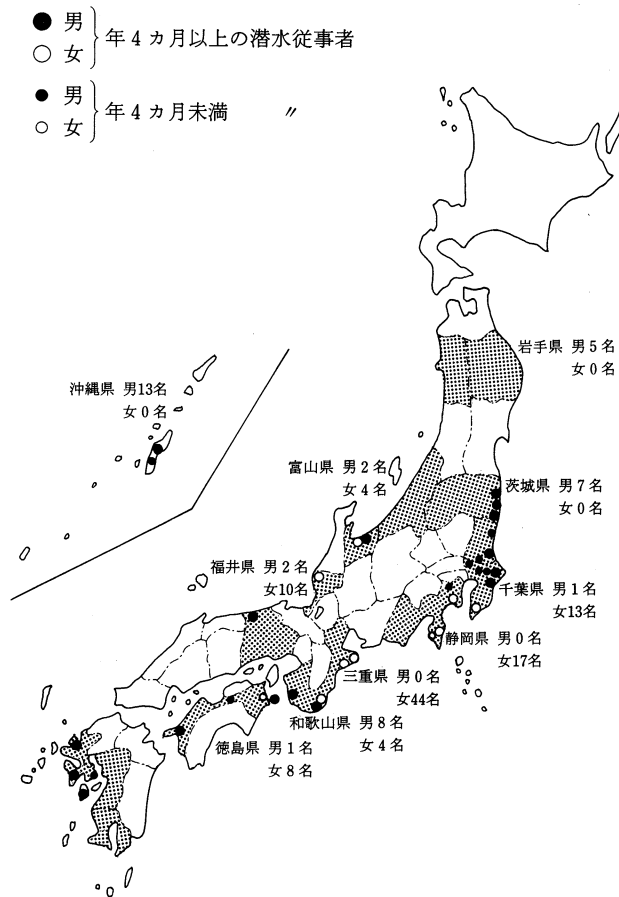 男
女
年4カ月以上の潜水従事者
男
女
年4カ月未満 〃
岩手県 男5名
女0名
沖縄県 男13名
女0名
富山県 男2名
女4名
茨城県 男7名
女0名
福井県 男2名
女10名
千葉県 男1名
女13名
静岡県 男0名
女17名
三重県 男0名
女44名
和歌山県 男8名
女4名
徳島県 男1名
女8名